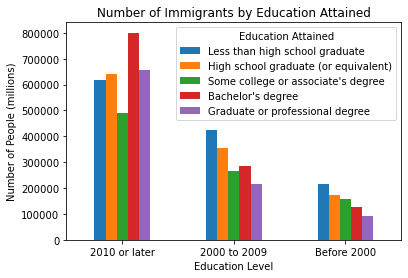 Number of Immigrants by Education Attained
Number of People (millions)
800000
700000
600000
500000
400000
300000
200000
100000
0
Education Attained
Less than high school graduate
High school graduate (or equivalent)
Some college or associate's degree
Bachelor's degree
Graduate or professional degree
2010 or later
2000 to 2009
Before 2000
Education Level